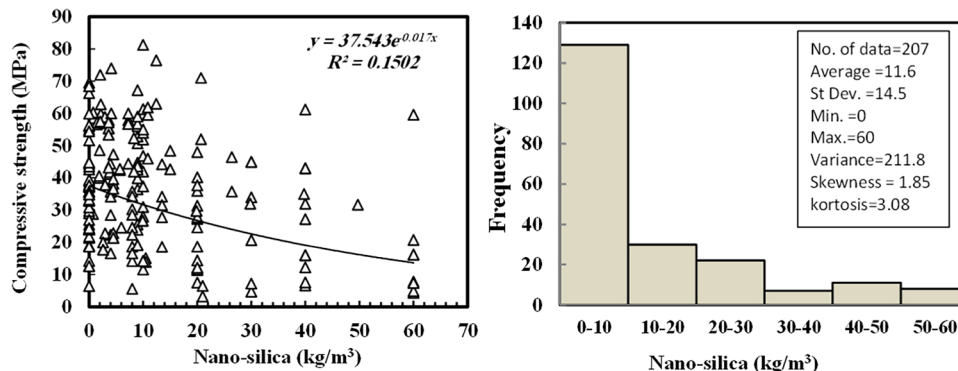 90
80
70
60
50
40
30
20
10
0
Compressive strength (MPa)
y = 37.543e^0.017x
R² = 0.1502
0 10 20 30 40 50 60 70
Nano-silica (kg/m³)
140
120
100
80
60
40
20
0
Frequency
No. of data=207
Average =11.6
St Dev. =14.5
Min. =0
Max.=60
Variance=211.8
Skewness = 1.85
kortosis=3.08
0-10 10-20 20-30 30-40 40-50 50-60
Nano-silica (kg/m³)